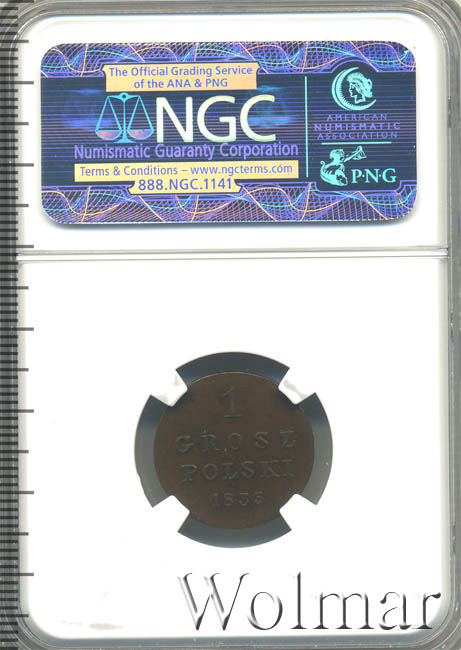 The Official Grading Service
of the ANA & PNG
NGC
Numismatic Guaranty Corporation
Terms & Conditions – www.ngcterms.com
888.NGC.1141
AMERICAN
NUMISMATIC
ASSOCIATION
P·N·G
1
GROSZ
POLSKI
1835
Wolmar